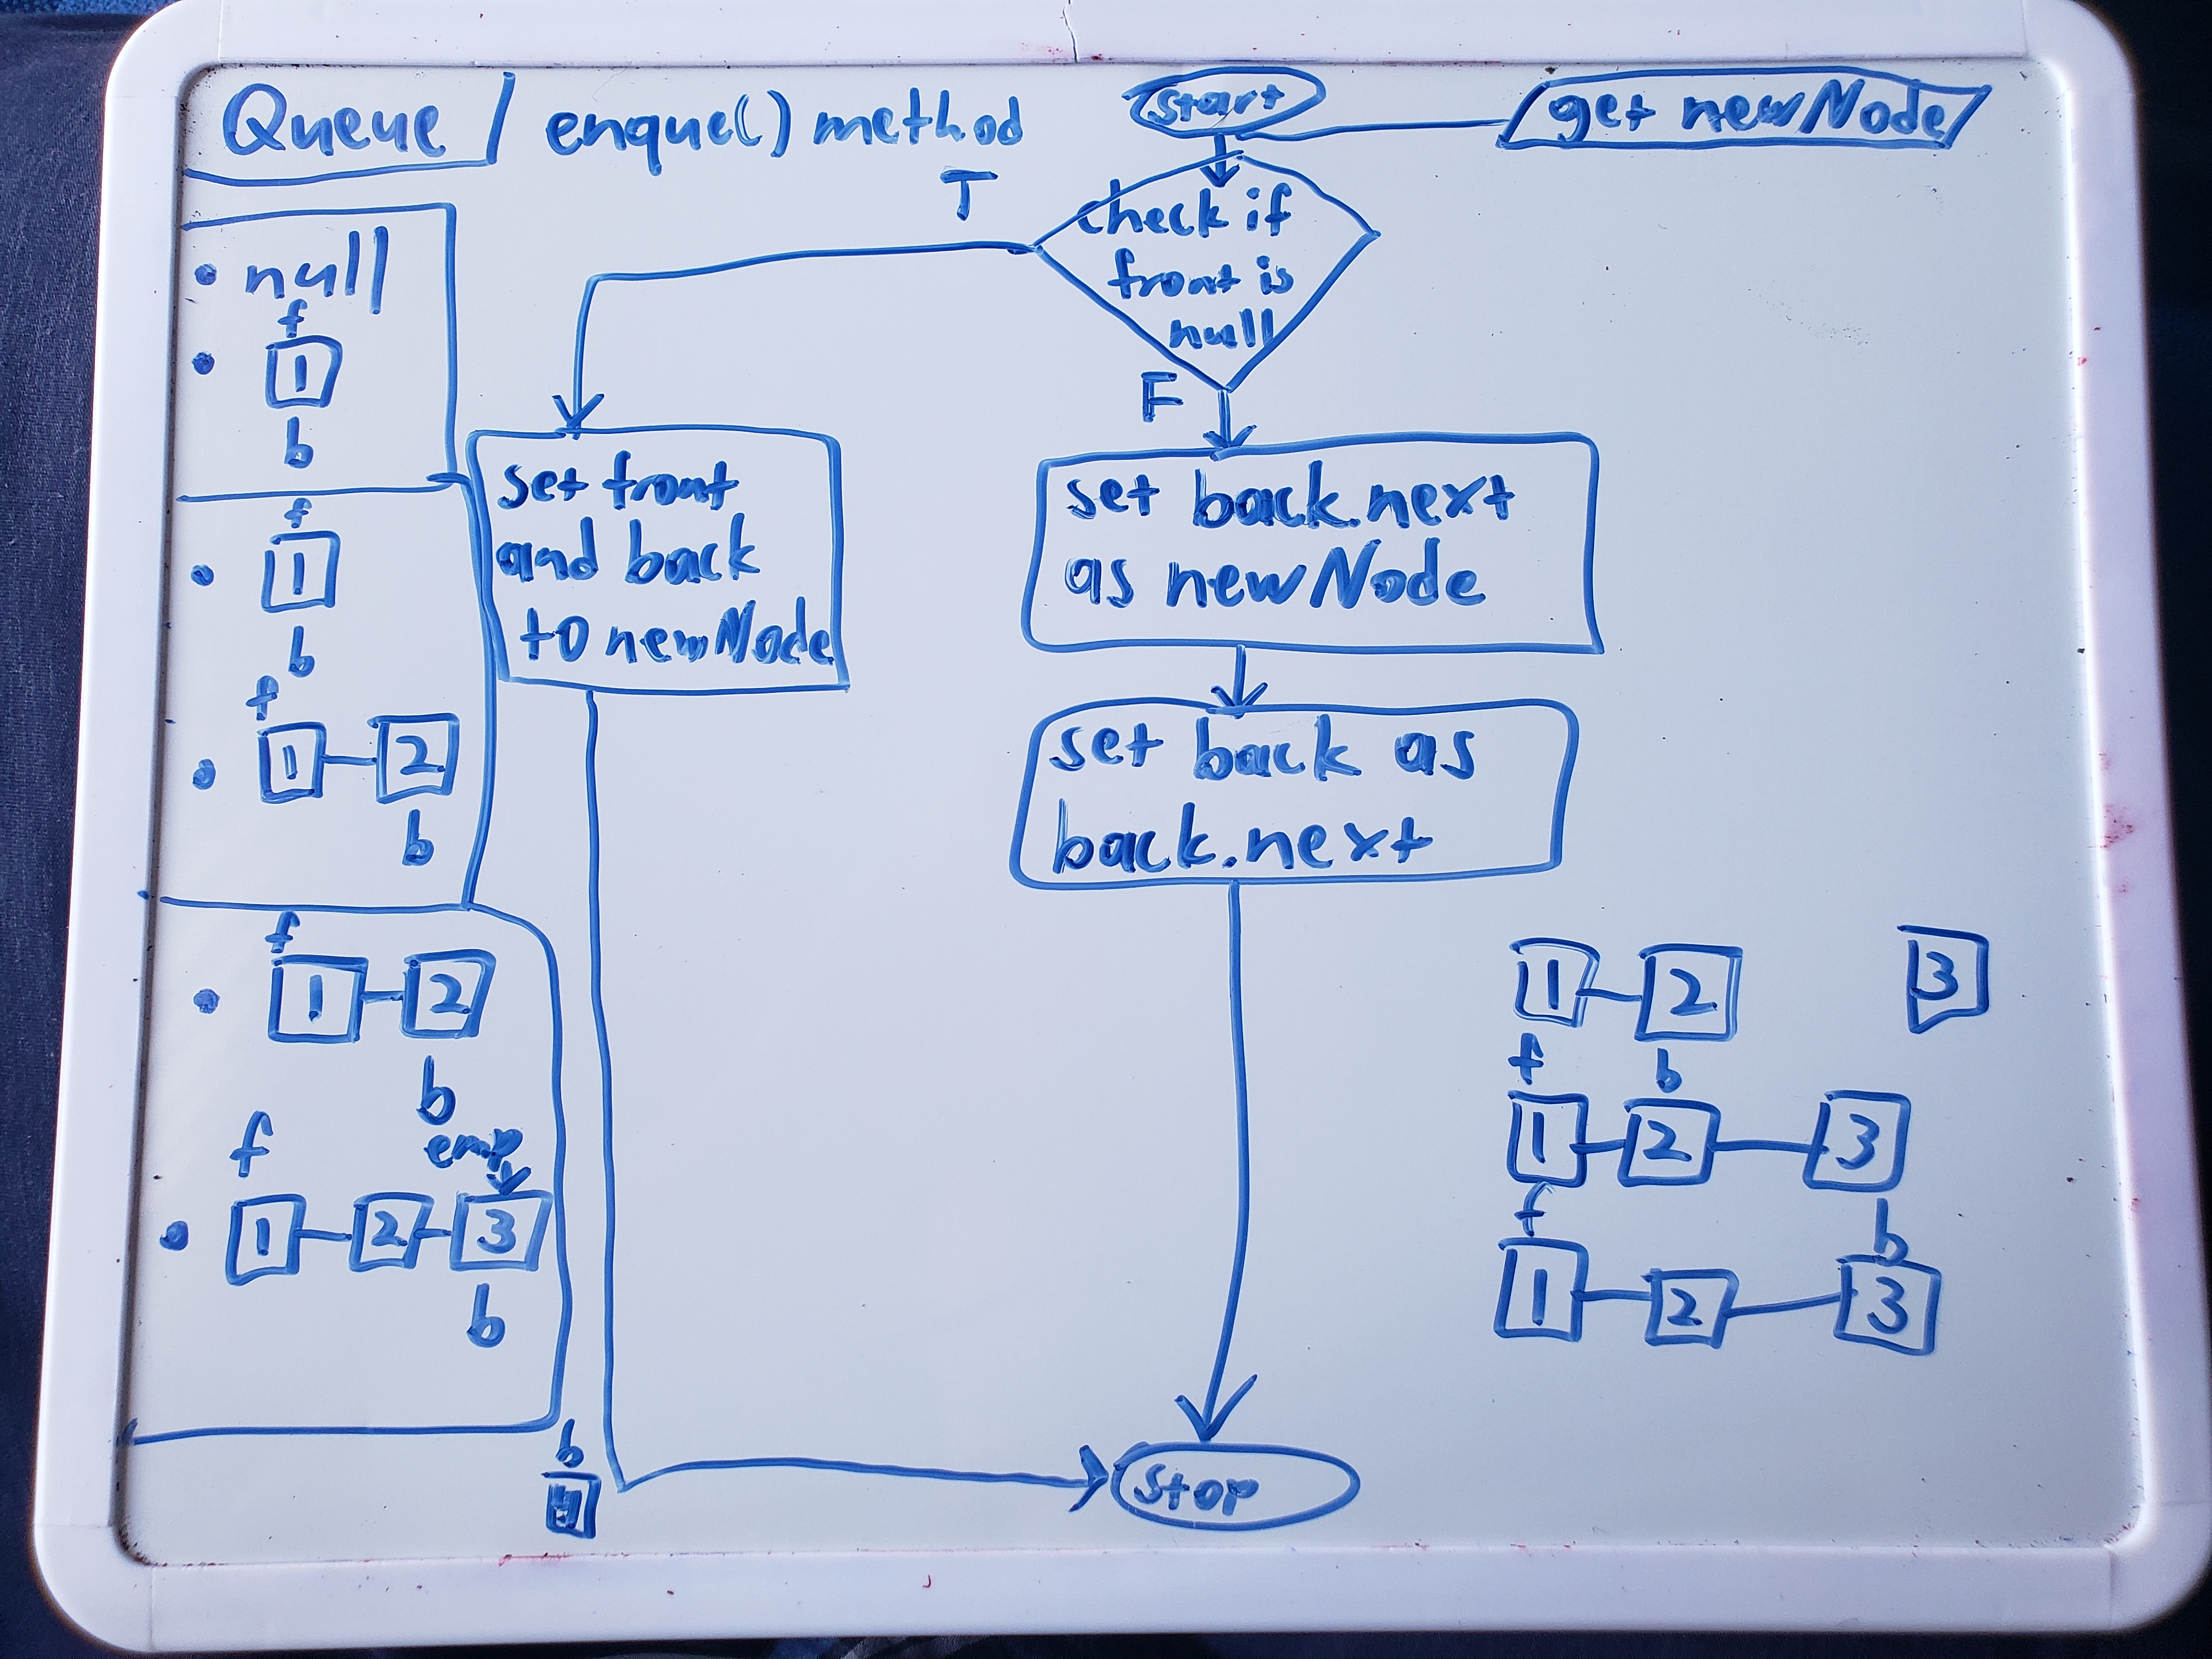 Queue
enque() method
start
get newNode
T
check if
front is
null
F
• null
f
• 1
b
f
• 1
b
f
• 1 2
b
f
• 1 2
b
f
emp
• 1 2 3
b
set front
and back
to newNode
set back.next
as newNode
set back as
back.next
1 2 3
f b
1 2 3
f b
1 2 3
b
stop